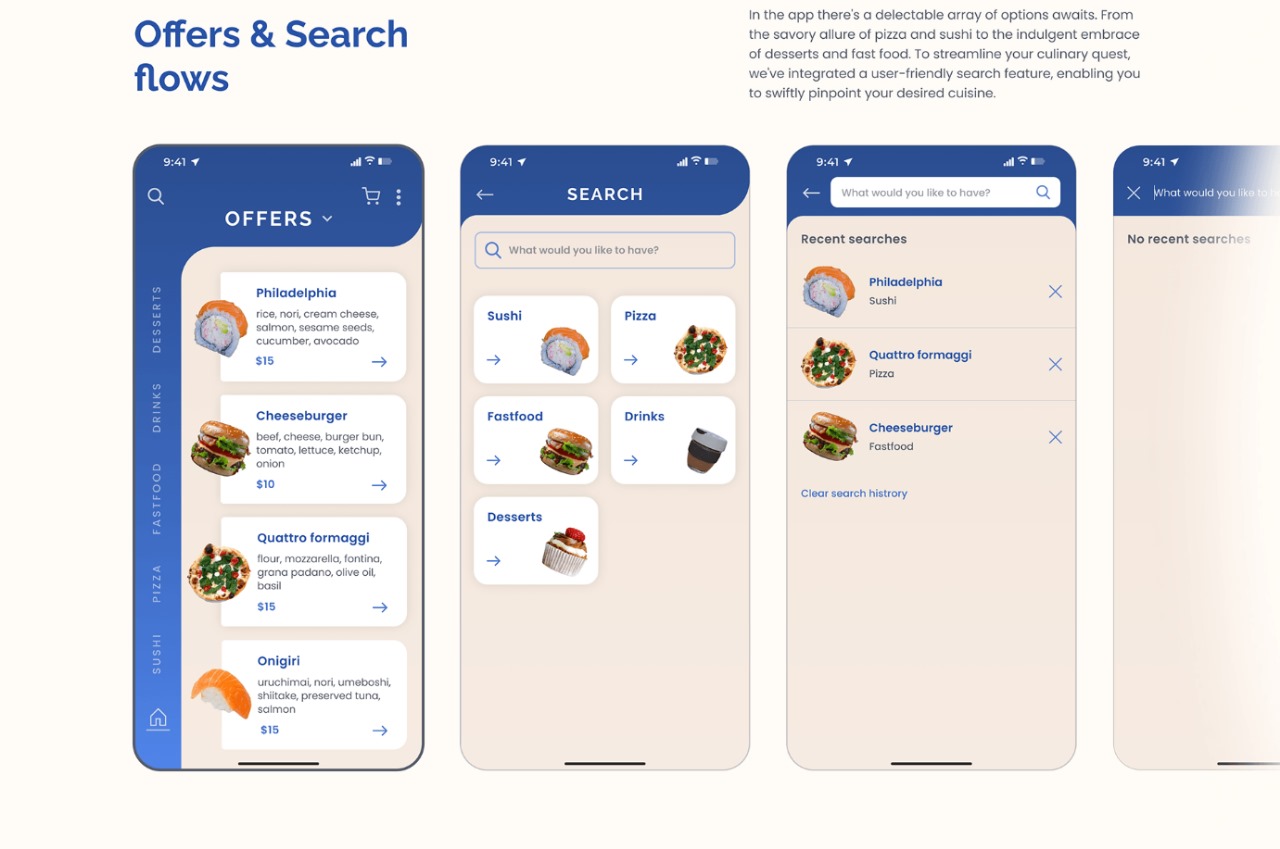 Offers & Search
flows
In the app there's a delectable array of options awaits. From
the savory allure of pizza and sushi to the indulgent embrace
of desserts and fast food. To streamline your culinary quest,
we've integrated a user-friendly search feature, enabling you
to swiftly pinpoint your desired cuisine.
9:41
OFFERS
DESSERTS
DRINKS
FASTFOOD
PIZZA
SUSHI
Philadelphia
rice, nori, cream cheese,
salmon, sesame seeds,
cucumber, avocado
$15
Cheeseburger
beef, cheese, burger bun,
tomato, lettuce, ketchup,
onion
$10
Quattro formaggi
flour, mozzarella, fontina,
grana padano, olive oil,
basil
$15
Onigiri
uruchimai, nori, umeboshi,
shiitake, preserved tuna,
salmon
$15
9:41
SEARCH
What would you like to have?
Sushi
Pizza
Fastfood
Drinks
Desserts
9:41
What would you like to have?
Recent searches
Philadelphia
Sushi
Quattro formaggi
Pizza
Cheeseburger
Fastfood
Clear search histrory
9:41
What would you like to
No recent searches